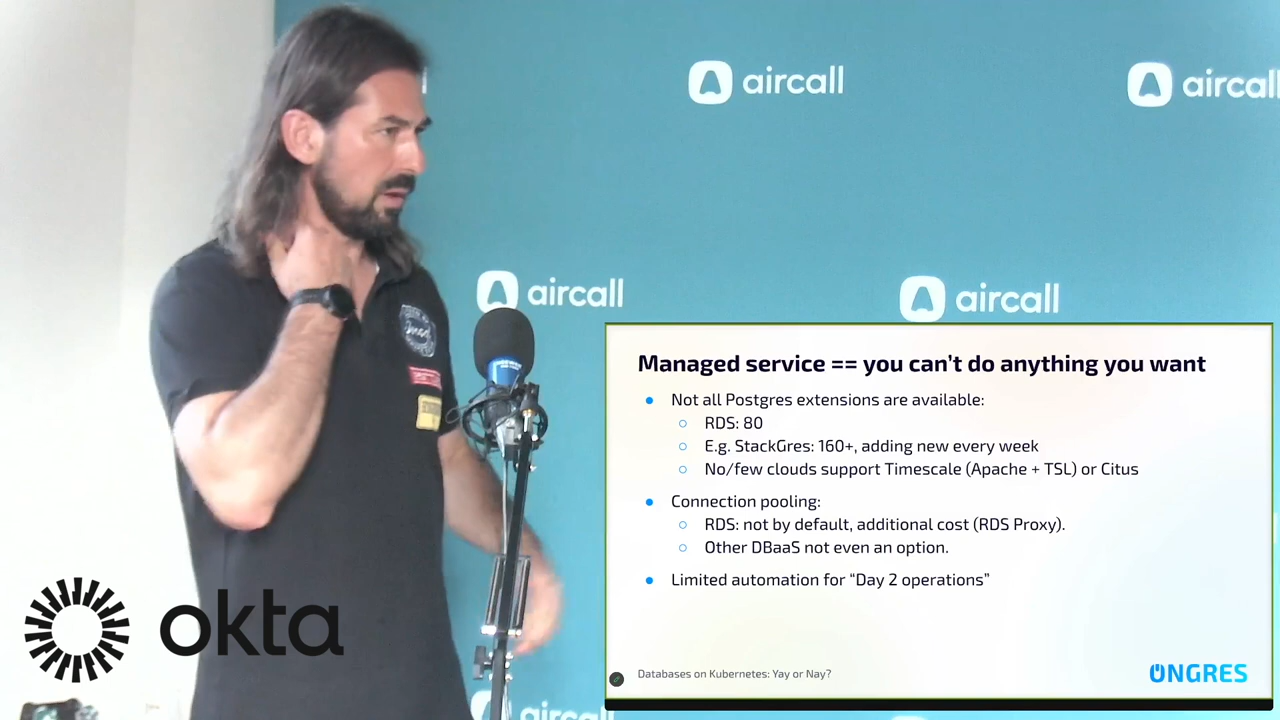 aircall
aircall
aircall
aircall
Managed service == you can't do anything you want
Not all Postgres extensions are available:
RDS: 80
E.g. StackGres: 160+, adding new every week
No/few clouds support Timescale (Apache + TSL) or Citus
Connection pooling:
RDS: not by default, additional cost (RDS Proxy).
Other DBaaS not even an option.
Limited automation for “Day 2 operations”
Databases on Kubernetes: Yay or Nay?
ONGRES
okta
aircall